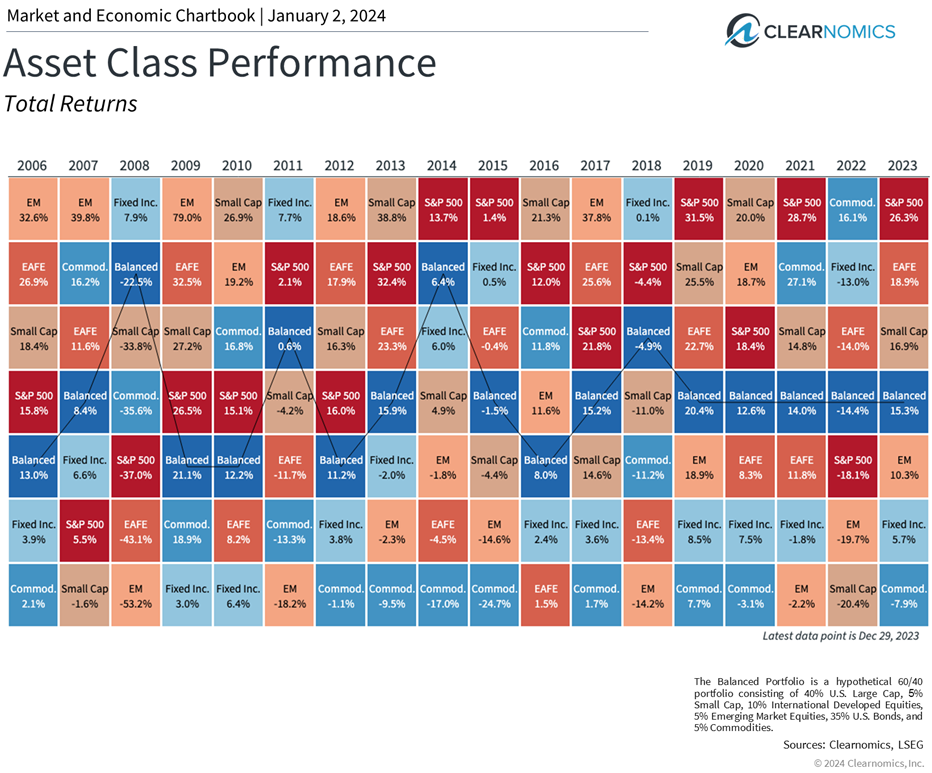 Market and Economic Chartbook | January 2, 2024
CLEARNOMICS
Asset Class Performance
Total Returns
2006 2007 2008 2009 2010 2011 2012 2013 2014 2015 2016 2017 2018 2019 2020 2021 2022 2023
EM EM Fixed Inc. EM Small Cap Fixed Inc. EM Small Cap S&P 500 S&P 500 Small Cap EM Fixed Inc. S&P 500 Small Cap S&P 500 Commod. S&P 500
32.6% 39.8% 7.9% 79.0% 26.9% 7.7% 18.6% 38.8% 13.7% 1.4% 21.3% 37.8% 0.1% 31.5% 20.0% 28.7% 16.1% 26.3%
EAFE Commod. Balanced EAFE EM S&P 500 EAFE S&P 500 Balanced Fixed Inc. S&P 500 EAFE S&P 500 Small Cap EM Commod. Fixed Inc. EAFE
26.9% 16.2% -22.5% 32.5% 19.2% 2.1% 17.9% 32.4% 6.4% 0.5% 12.0% 25.6% -4.4% 25.5% 18.7% 27.1% -13.0% 18.9%
Small Cap EAFE Small Cap Small Cap Commod. Balanced Small Cap EAFE Fixed Inc. EAFE Commod. S&P 500 Balanced EAFE S&P 500 Small Cap EAFE Small Cap
18.4% 11.6% -33.8% 27.2% 16.8% 0.6% 16.3% 23.3% 6.0% -0.4% 11.8% 21.8% -4.9% 22.7% 18.4% 14.8% -14.0% 16.9%
S&P 500 Balanced Commod. S&P 500 S&P 500 Small Cap S&P 500 Balanced Small Cap Balanced EM Balanced Small Cap Balanced Balanced Balanced Balanced Balanced
15.8% 8.4% -35.6% 26.5% 15.1% -4.2% 16.0% 15.9% 4.9% -1.5% 11.6% 15.2% -11.0% 20.4% 12.6% 14.0% -14.4% 15.3%
Balanced Fixed Inc. S&P 500 Balanced Balanced EAFE Balanced Fixed Inc. EM Small Cap Balanced Small Cap Commod. EM EAFE EAFE S&P 500 EM
13.0% 6.6% -37.0% 21.1% 12.2% -11.7% 11.2% -2.0% -1.8% -4.4% 8.0% 14.6% -11.2% 18.9% 8.3% 11.8% -18.1% 10.3%
Fixed Inc. S&P 500 EAFE Commod. EAFE Commod. Fixed Inc. EM EAFE EM Fixed Inc. Fixed Inc. EAFE Fixed Inc. Fixed Inc. Fixed Inc. EM Fixed Inc.
3.9% 5.5% -43.1% 18.9% 8.2% -13.3% 3.8% -2.3% -4.5% -14.6% 2.4% 3.6% -13.4% 8.5% 7.5% -1.8% -19.7% 5.7%
Commod. Small Cap EM Fixed Inc. Fixed Inc. EM Commod. Commod. Commod. Commod. EAFE Commod. EM Commod. Commod. EM Small Cap Commod.
2.1% -1.6% -53.2% 3.0% 6.4% -18.2% -1.1% -9.5% -17.0% -24.7% 1.5% 1.7% -14.2% 7.7% -3.1% -2.2% -20.4% -7.9%
Latest data point is Dec 29, 2023
The Balanced Portfolio is a hypothetical 60/40
portfolio consisting of 40% U.S. Large Cap, 5%
Small Cap, 10% International Developed Equities,
5% Emerging Market Equities, 35% U.S. Bonds, and
5% Commodities.
Sources: Clearnomics, LSEG
© 2024 Clearnomics, Inc.